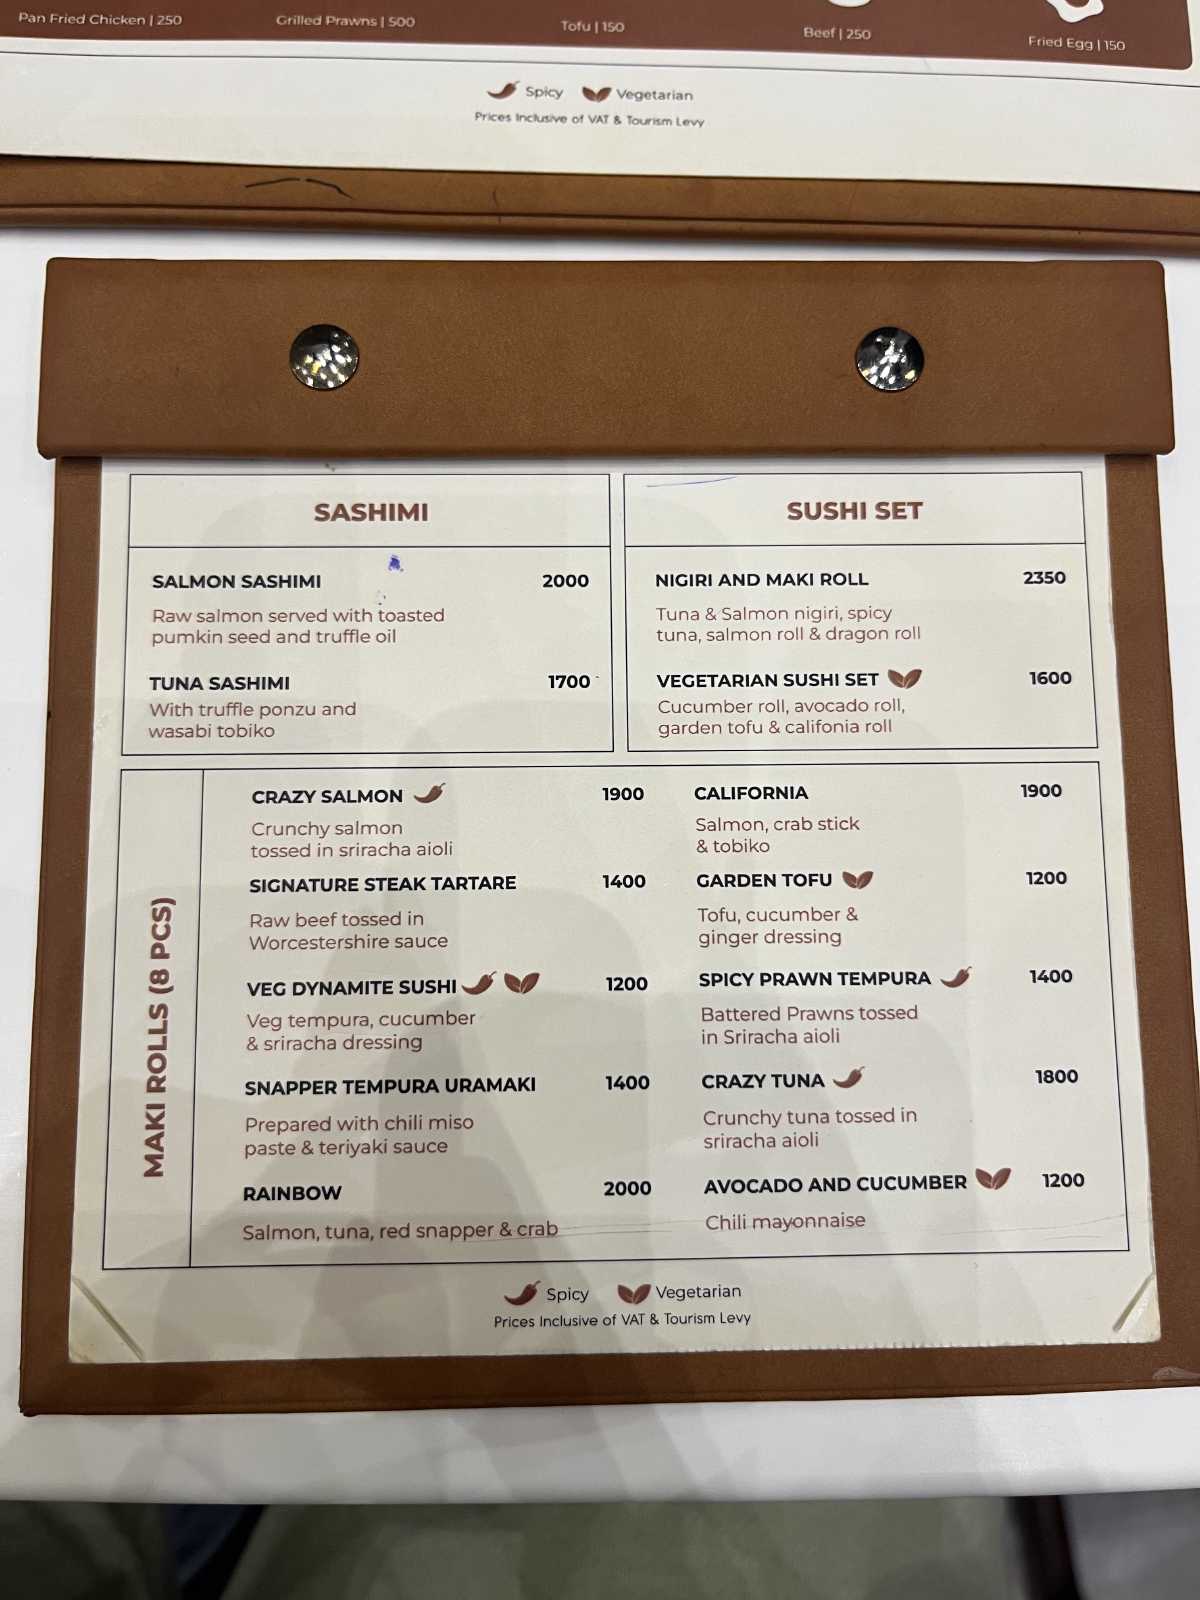 Pan Fried Chicken | 250
Grilled Prawns | 500
Tofu | 150
Beef | 250
Fried Egg | 150
Spicy
Vegetarian
Prices Inclusive of VAT & Tourism Levy
SASHIMI
SALMON SASHIMI 2000
Raw salmon served with toasted
pumkin seed and truffle oil
TUNA SASHIMI 1700
With truffle ponzu and
wasabi tobiko
SUSHI SET
NIGIRI AND MAKI ROLL 2350
Tuna & Salmon nigiri, spicy
tuna, salmon roll & dragon roll
VEGETARIAN SUSHI SET 1600
Cucumber roll, avocado roll,
garden tofu & califonia roll
MAKI ROLLS (8 PCS)
CRAZY SALMON 1900
Crunchy salmon
tossed in sriracha aioli
SIGNATURE STEAK TARTARE 1400
Raw beef tossed in
Worcestershire sauce
VEG DYNAMITE SUSHI 1200
Veg tempura, cucumber
& sriracha dressing
SNAPPER TEMPURA URAMAKI 1400
Prepared with chili miso
paste & teriyaki sauce
RAINBOW 2000
Salmon, tuna, red snapper & crab
CALIFORNIA 1900
Salmon, crab stick
& tobiko
GARDEN TOFU 1200
Tofu, cucumber &
ginger dressing
SPICY PRAWN TEMPURA 1400
Battered Prawns tossed
in Sriracha aioli
CRAZY TUNA 1800
Crunchy tuna tossed in
sriracha aioli
AVOCADO AND CUCUMBER 1200
Chili mayonnaise
Spicy
Vegetarian
Prices Inclusive of VAT & Tourism Levy